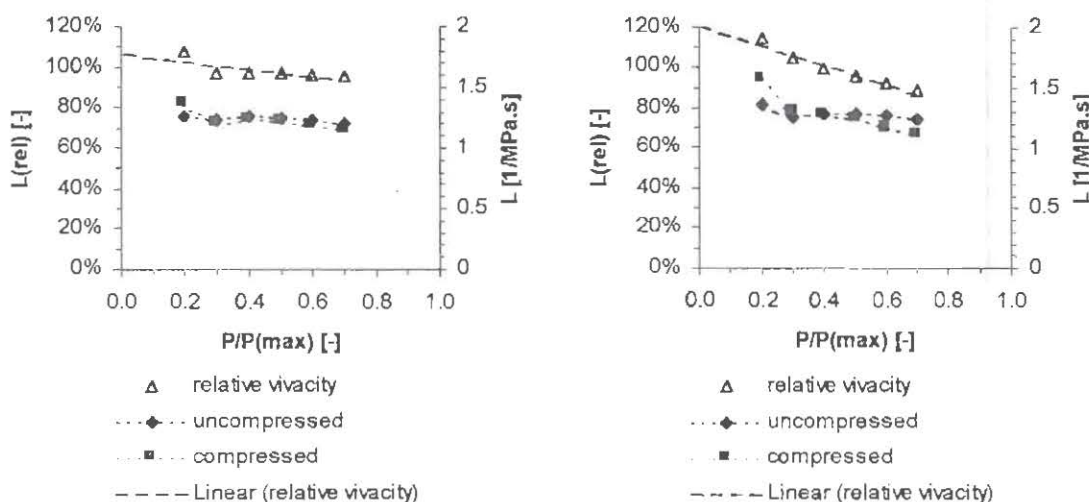 120%
100%
80%
60%
40%
20%
0%
L(rel) [-]
2
1.5
1
0.5
0
L [1/MPa.s]
0.0 0.2 0.4 0.6 0.8 1.0
P/P(max) [-]
relative vivacity
uncompressed
compressed
Linear (relative vivacity)
120%
100%
80%
60%
40%
20%
0%
L(rel) [-]
2
1.5
1
0.5
0
L [1/MPa.s]
0.0 0.2 0.4 0.6 0.8 1.0
P/P(max) [-]
relative vivacity
uncompressed
compressed
Linear (relative vivacity)